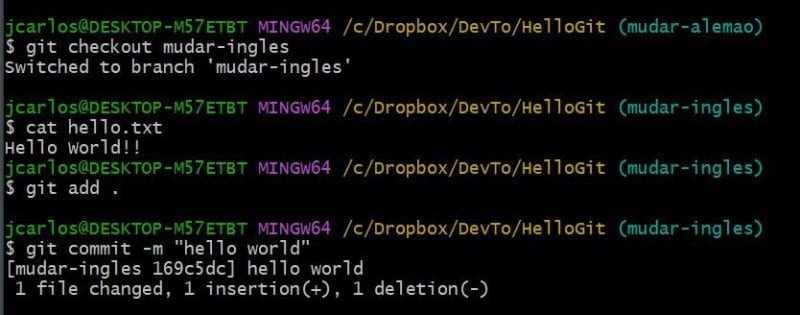 jcarlos@DESKTOP-M57ETBT MINGW64 /c/Dropbox/DevTo/HelloGit (mudar-alemao)
$ git checkout mudar-ingles
Switched to branch 'mudar-ingles'
jcarlos@DESKTOP-M57ETBT MINGW64 /c/Dropbox/DevTo/HelloGit (mudar-ingles)
$ cat hello.txt
Hello World!!
jcarlos@DESKTOP-M57ETBT MINGW64 /c/Dropbox/DevTo/HelloGit (mudar-ingles)
$ git add .
jcarlos@DESKTOP-M57ETBT MINGW64 /c/Dropbox/DevTo/HelloGit (mudar-ingles)
$ git commit -m "hello world"
[mudar-ingles 169c5dc] hello world
 1 file changed, 1 insertion(+), 1 deletion(-)